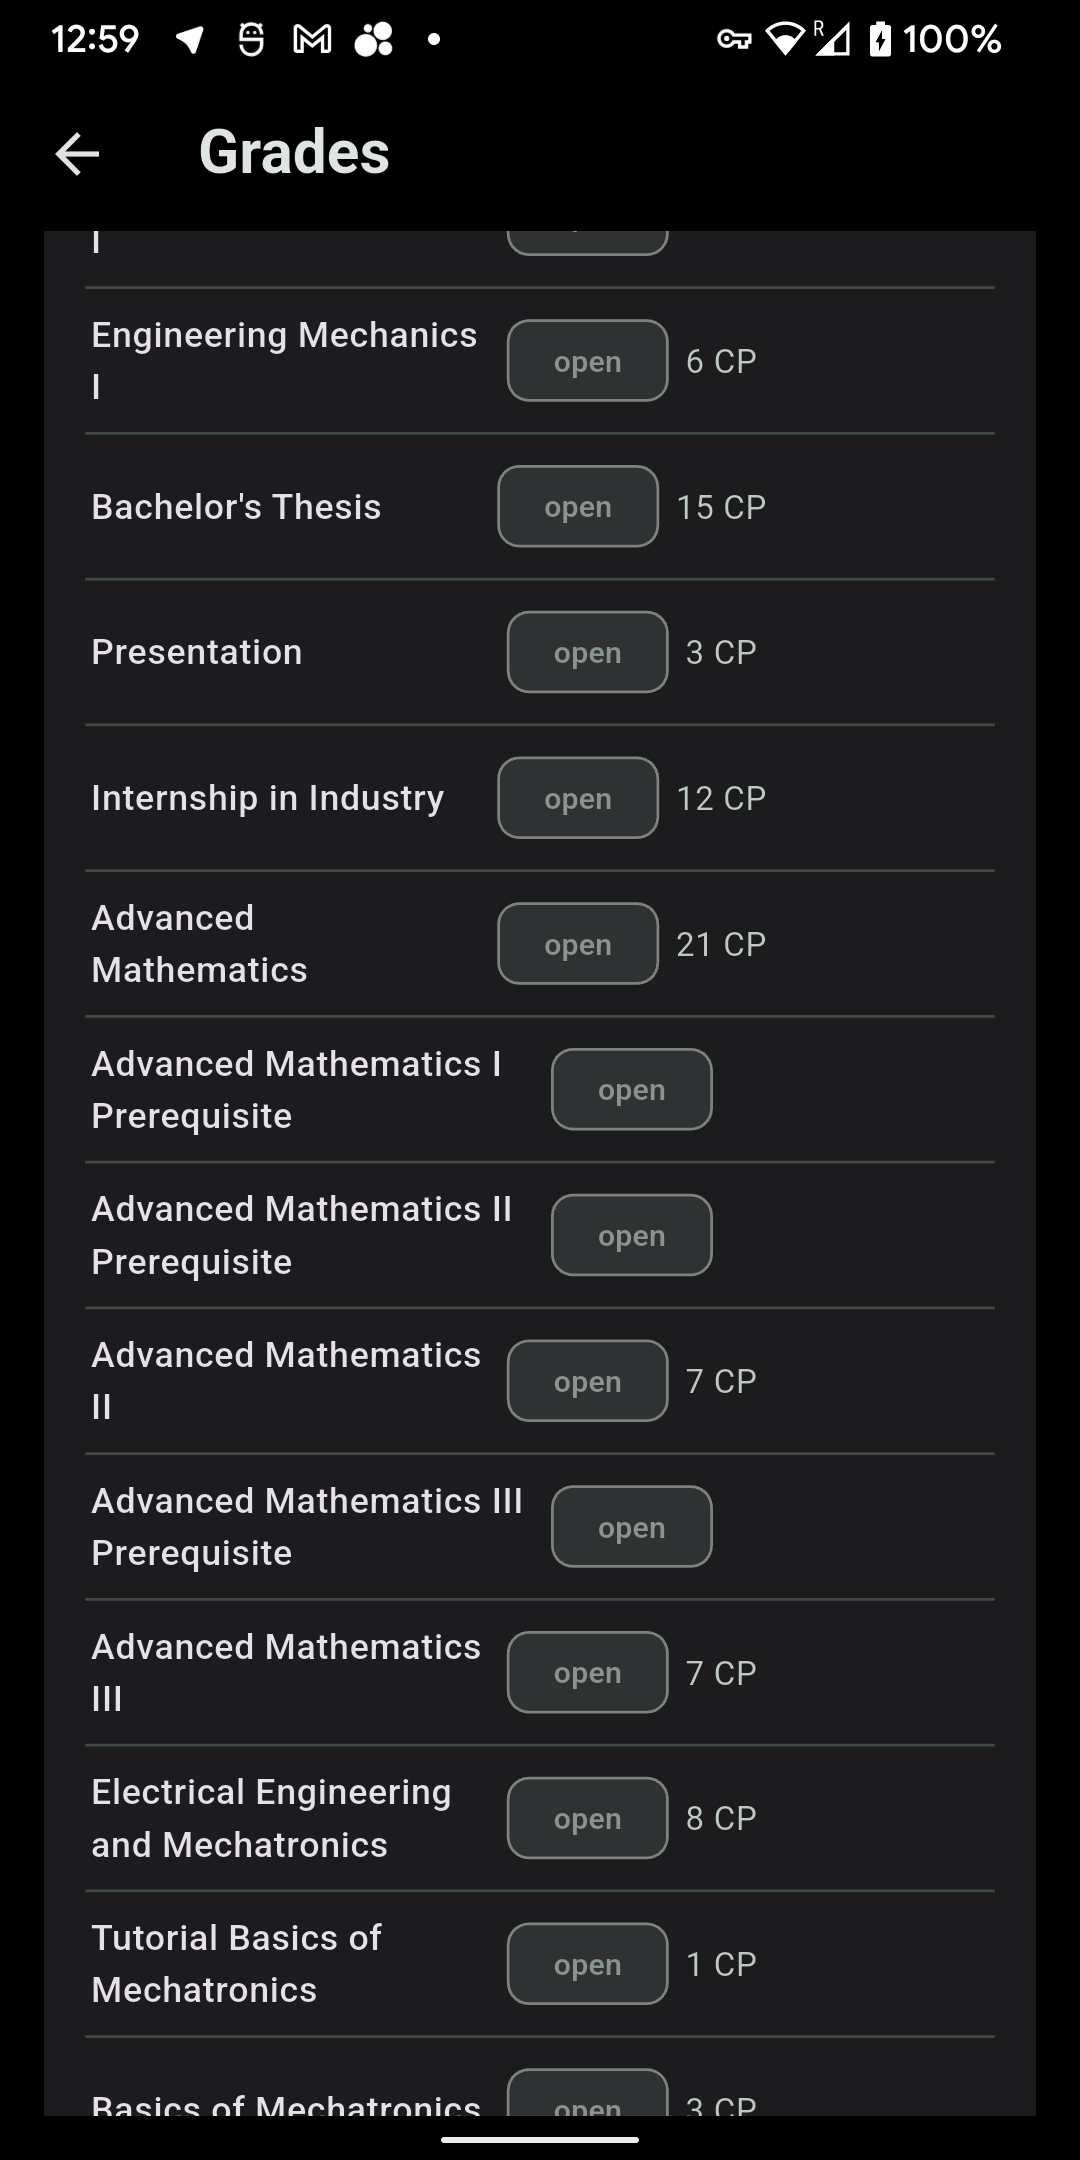 12:59
R
100%
Grades
I
Engineering Mechanics
I
open
6 CP
Bachelor's Thesis
open
15 CP
Presentation
open
3 CP
Internship in Industry
open
12 CP
Advanced
Mathematics
open
21 CP
Advanced Mathematics I
Prerequisite
open
Advanced Mathematics II
Prerequisite
open
Advanced Mathematics
II
open
7 CP
Advanced Mathematics III
Prerequisite
open
Advanced Mathematics
III
open
7 CP
Electrical Engineering
and Mechatronics
open
8 CP
Tutorial Basics of
Mechatronics
open
1 CP
Basics of Mechatronics
open
3 CP